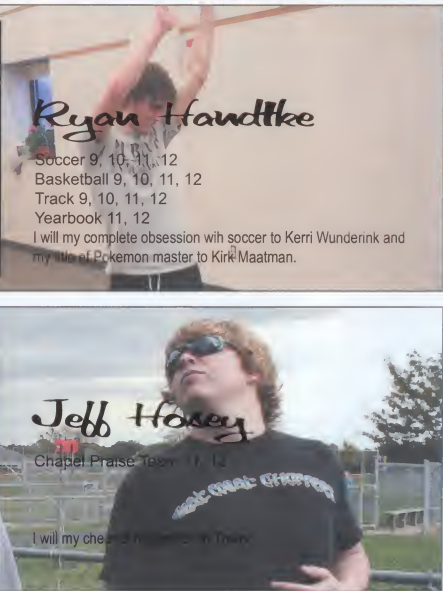 Ryan Handtke
Soccer 9, 10, 11, 12
Basketball 9, 10, 11, 12
Track 9, 10, 11, 12
Yearbook 11, 12
I will my complete obsession wih soccer to Kerri Wunderink and
my title of Pokemon master to Kirk Maatman.
Jeff Hosey
Chapel Praise Team 11, 12
I will my